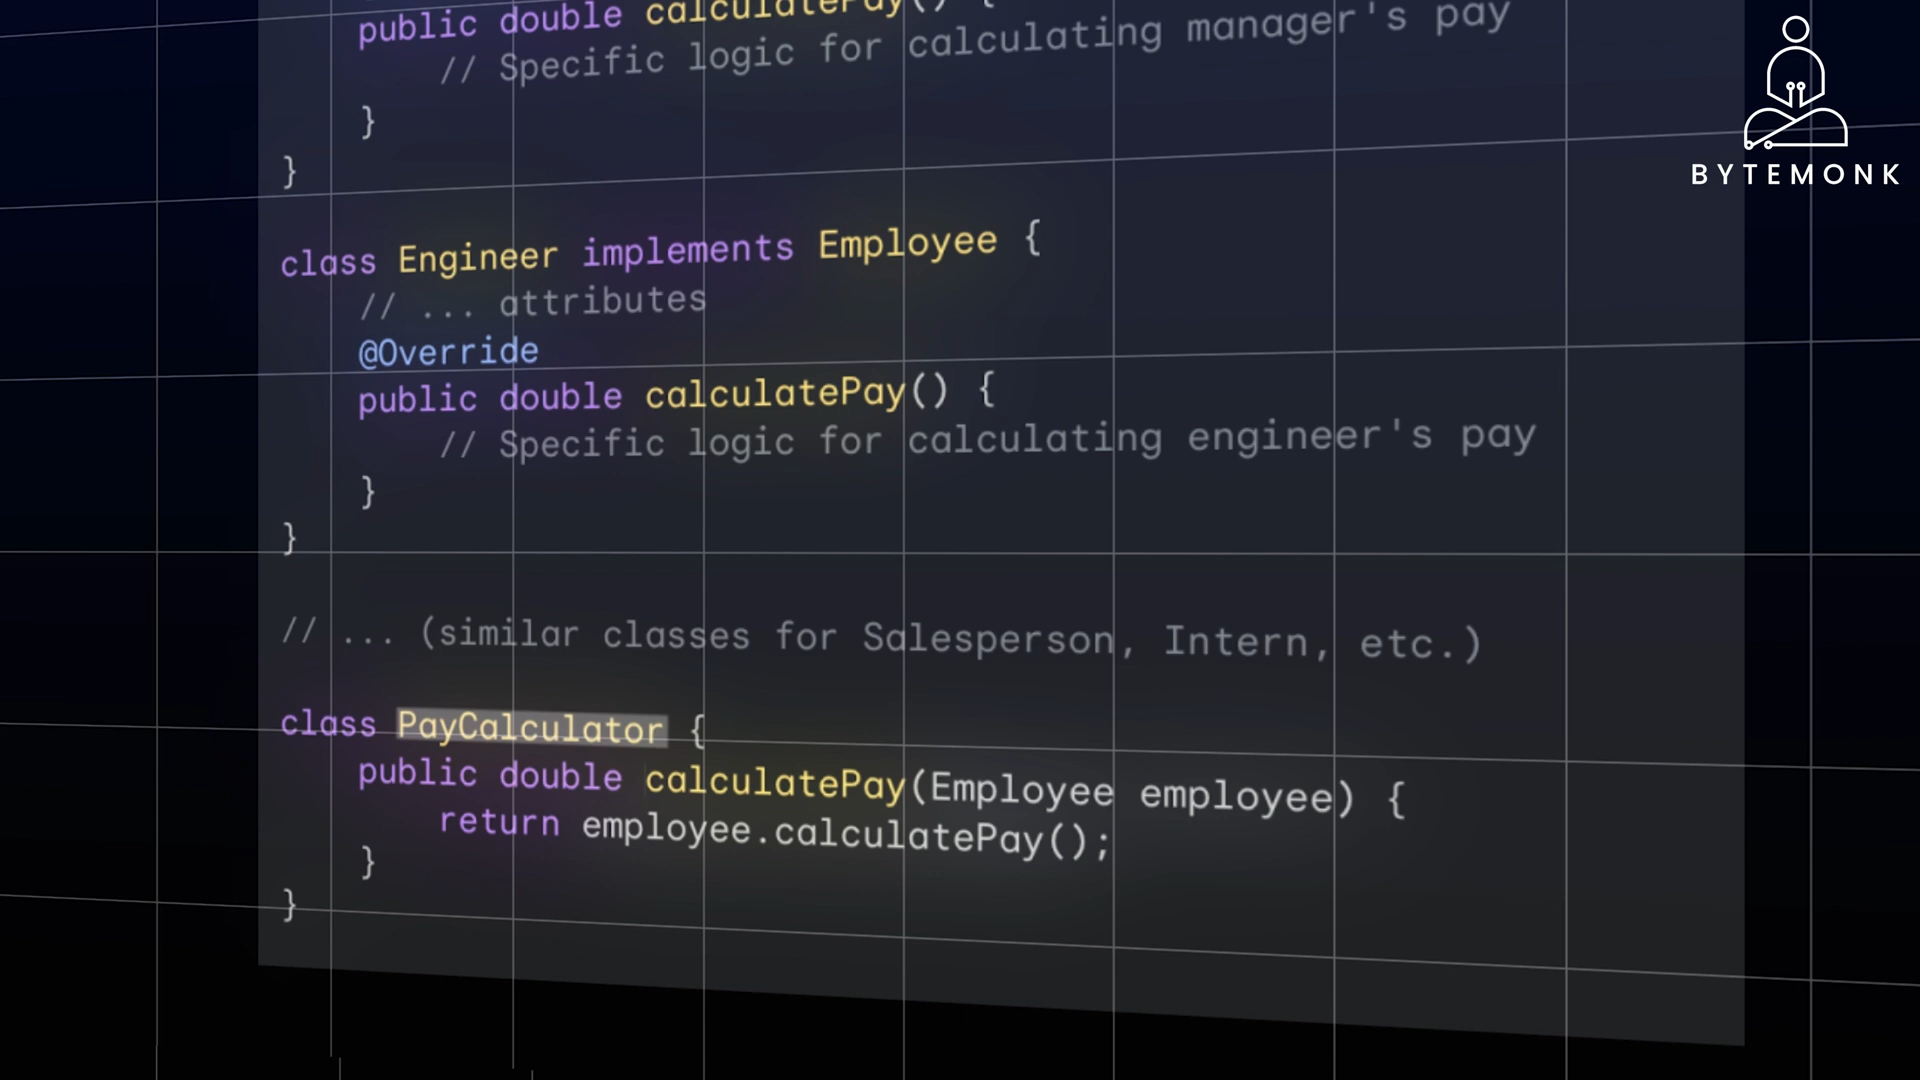 public double calculatePay() {
// Specific logic for calculating manager's pay
}
}
class Engineer implements Employee {
// ... attributes
@Override
public double calculatePay() {
// Specific logic for calculating engineer's pay
}
}
// ... (similar classes for Salesperson, Intern, etc.)
class PayCalculator {
public double calculatePay(Employee employee) {
return employee.calculatePay();
}
}
BYTEMONK